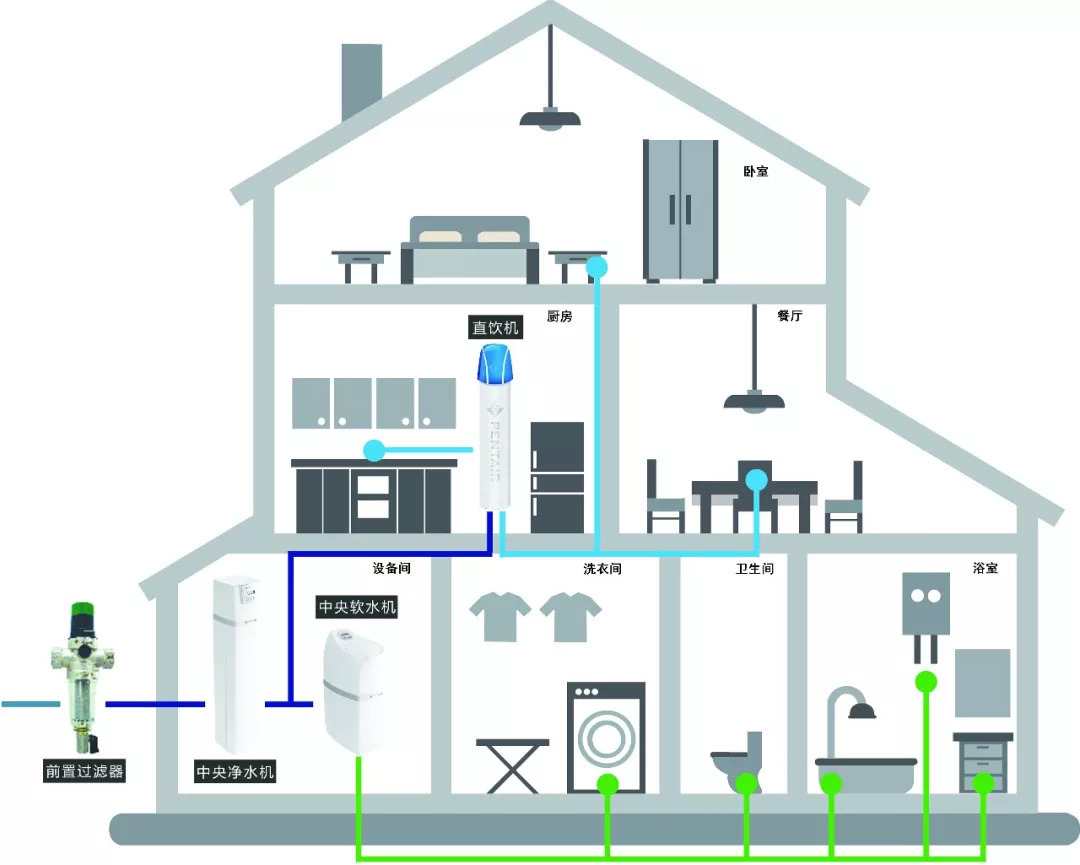 卧室
厨房
餐厅
直饮机
PENTAIR
设备间
洗衣间
卫生间
浴室
中央软水机
前置过滤器
中央净水机